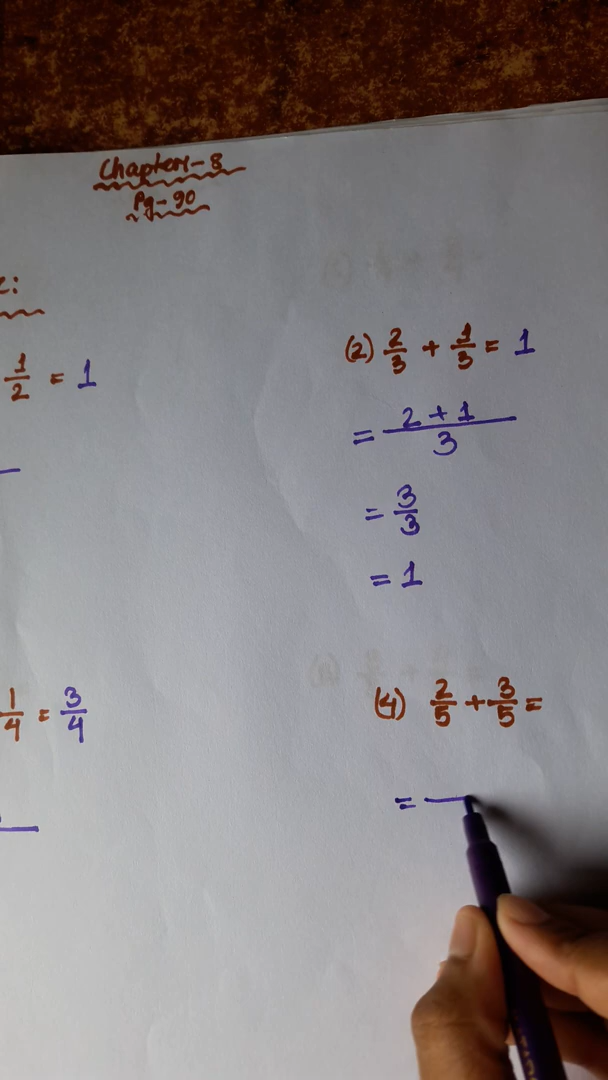 Chapter-8
Pg-90
:
1/2 = 1
(2) 2/3 + 1/3 = 1
= 2+1/3
= 3/3
= 1
1/4 = 3/4
(4) 2/5 + 3/5 =
=